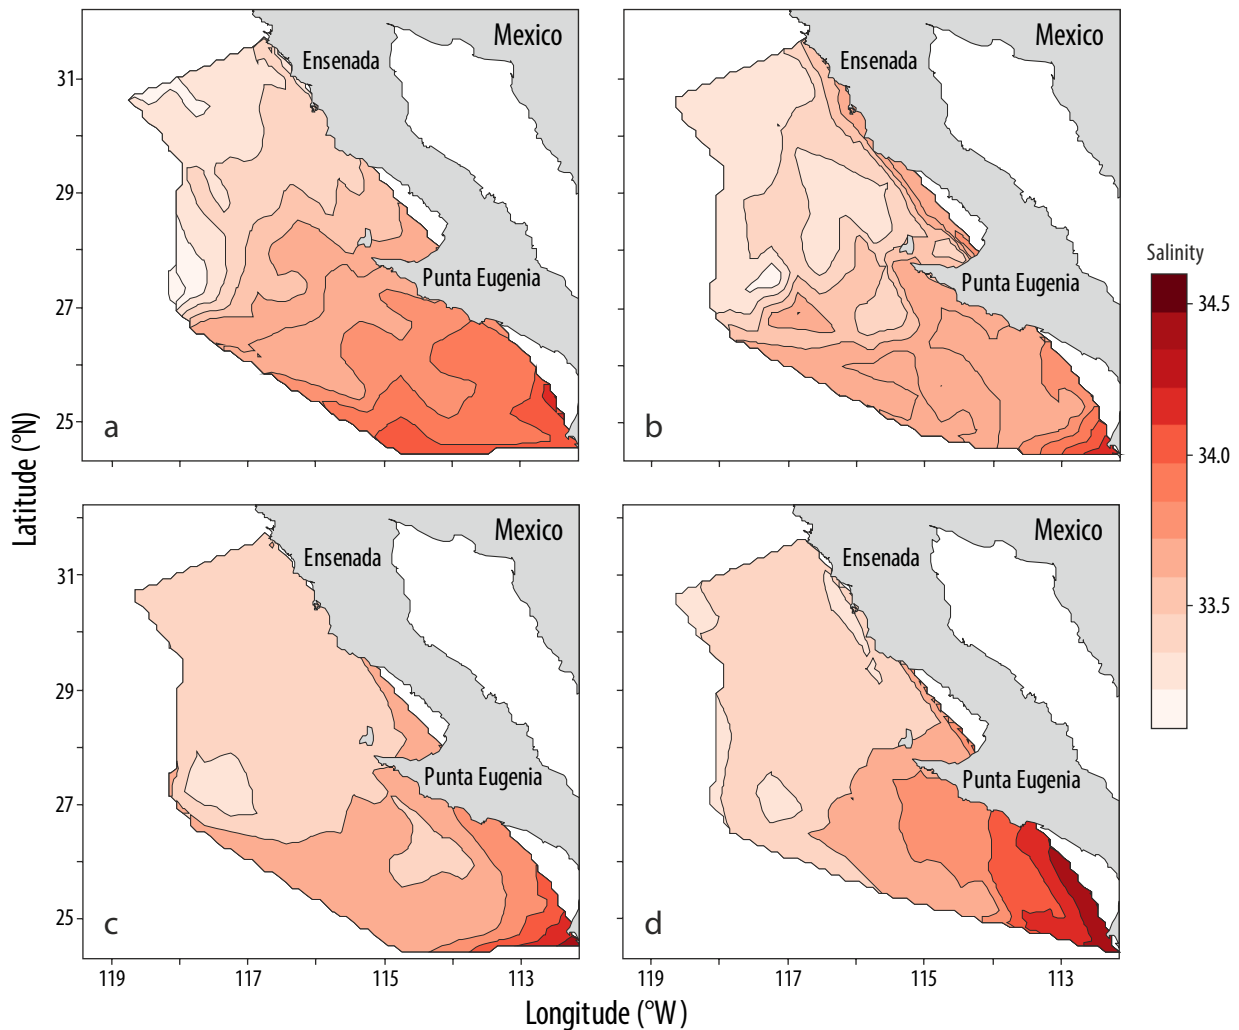 Mexico
Ensenada
Punta Eugenia
a
31
29
27
25
Mexico
Ensenada
Punta Eugenia
b
Salinity
34.5
34.0
33.5
Latitude (°N)
Mexico
Ensenada
Punta Eugenia
c
31
29
27
25
119
117
115
113
Mexico
Ensenada
Punta Eugenia
d
119
117
115
113
Longitude (°W)